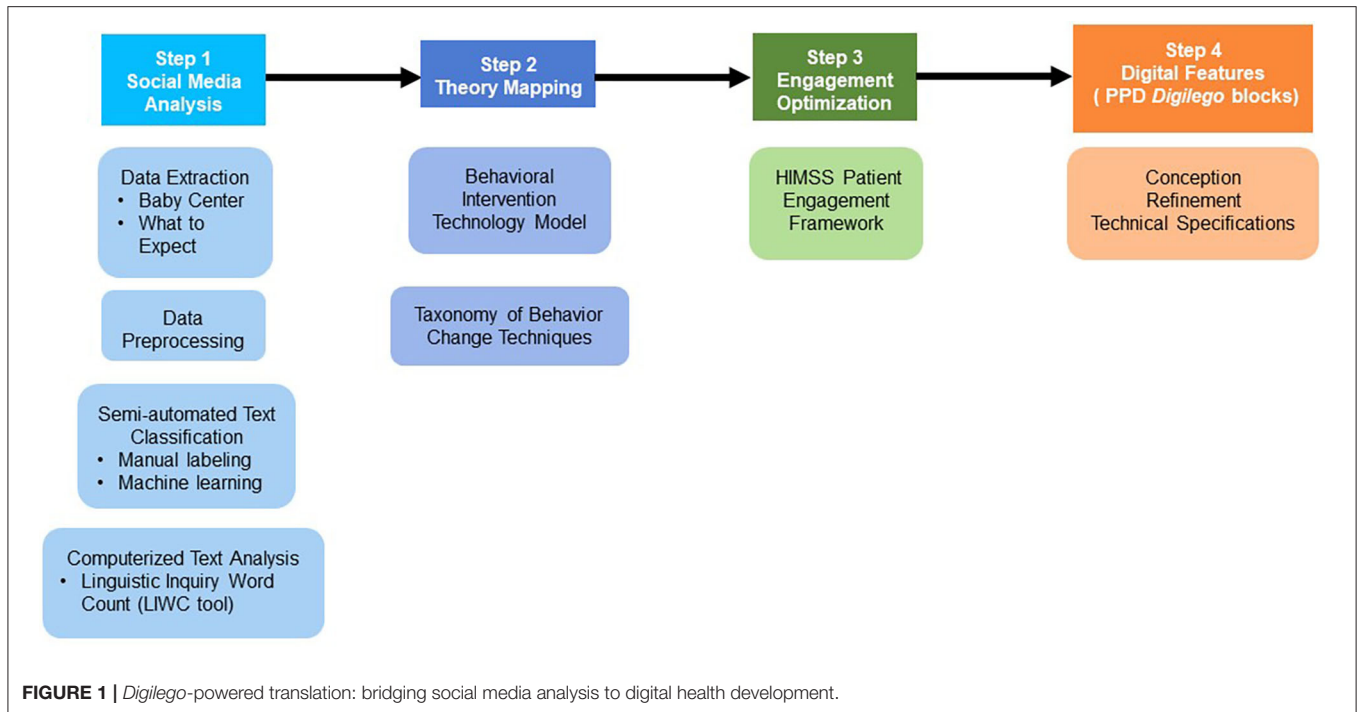 Step 1
Social Media
Analysis
Step 2
Theory Mapping
Step 3
Engagement
Optimization
Step 4
Digital Features
( PPD Digilego blocks)
Data Extraction
• Baby Center
• What to
Expect
Data
Preprocessing
Semi-automated Text
Classification
• Manual labeling
• Machine learning
Computerized Text Analysis
• Linguistic Inquiry Word
Count (LIWC tool)
Behavioral
Intervention
Technology Model
Taxonomy of Behavior
Change Techniques
HIMSS Patient
Engagement
Framework
Conception
Refinement
Technical Specifications
FIGURE 1 | Digilego-powered translation: bridging social media analysis to digital health development.